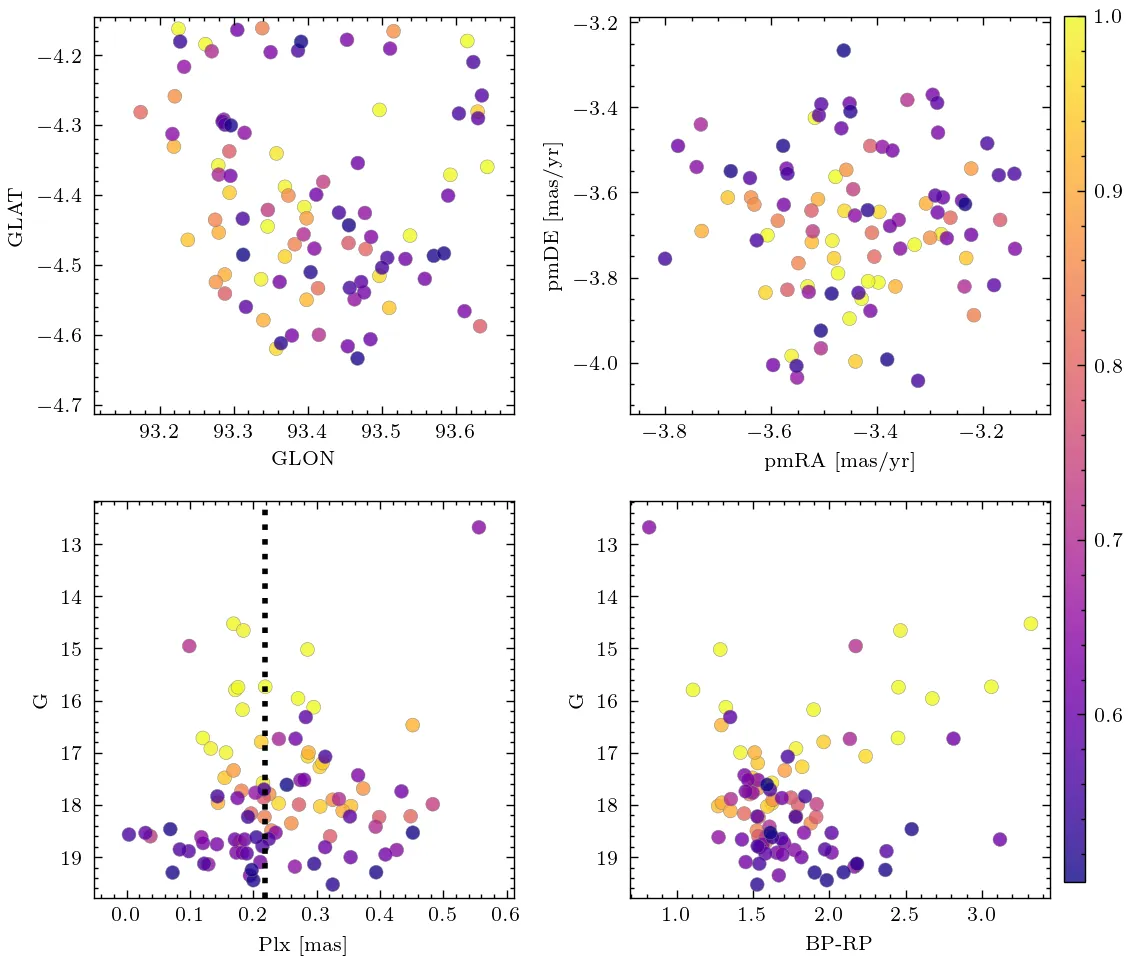 −4.2
−4.3
−4.4
−4.5
−4.6
−4.7
GLAT
93.2 93.3 93.4 93.5 93.6
GLON
−3.2
−3.4
−3.6
−3.8
−4.0
pmDE [mas/yr]
−3.8 −3.6 −3.4 −3.2
pmRA [mas/yr]
1.0
0.9
0.8
0.7
0.6
13
14
15
16
17
18
19
G
0.0 0.1 0.2 0.3 0.4 0.5 0.6
Plx [mas]
13
14
15
16
17
18
19
G
1.0 1.5 2.0 2.5 3.0
BP-RP